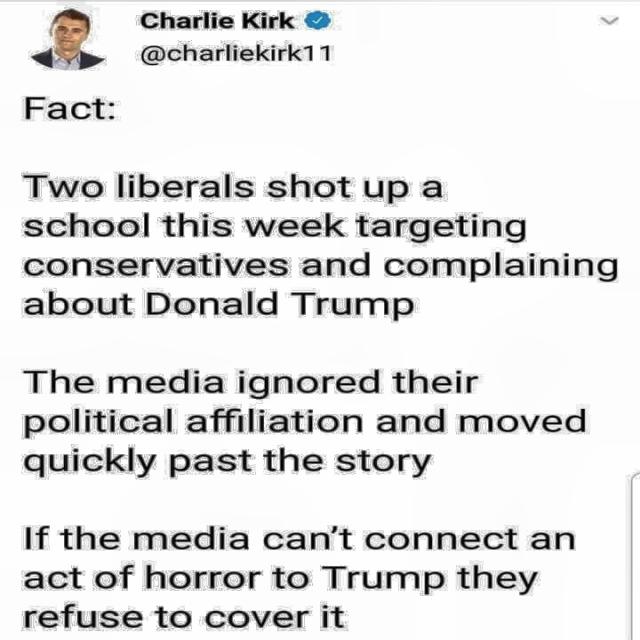 Charlie Kirk
@charliekirk11
Fact:
Two liberals shot up a
school this week targeting
conservatives and complaining
about Donald Trump
The media ignored their
political affiliation and moved
quickly past the story
If the media can't connect an
act of horror to Trump they
refuse to cover it